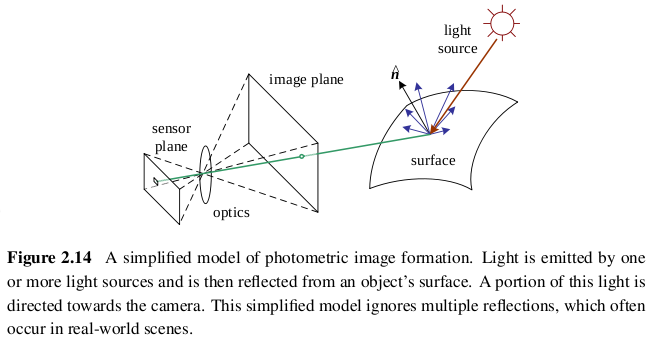 light
source
n̂
image plane
sensor
plane
surface
optics
Figure 2.14 A simplified model of photometric image formation. Light is emitted by one
or more light sources and is then reflected from an object's surface. A portion of this light is
directed towards the camera. This simplified model ignores multiple reflections, which often
occur in real-world scenes.